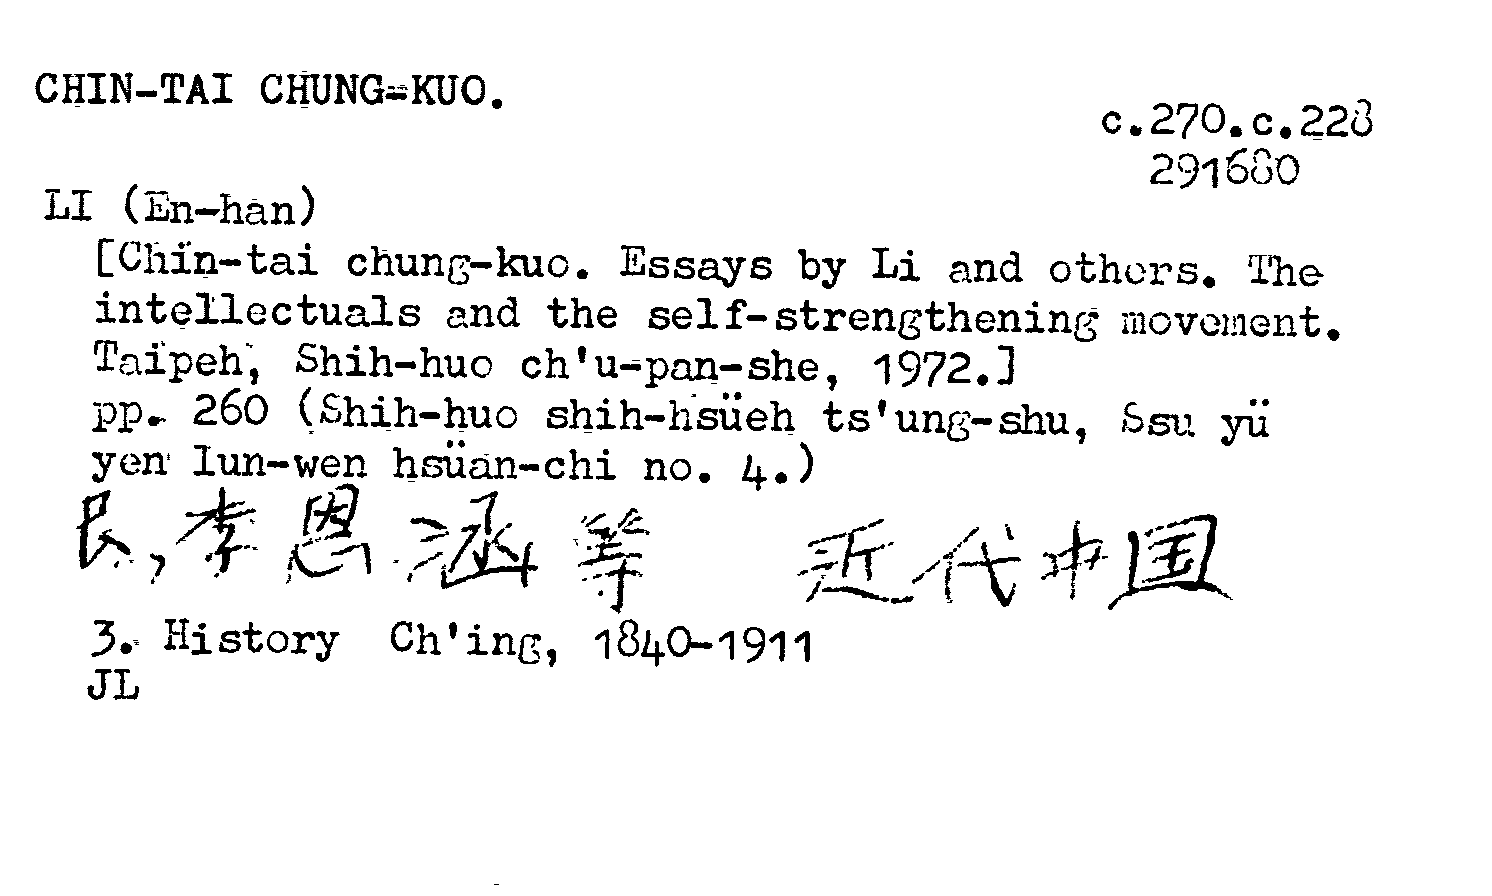 CHIN-TAI CHUNG-KUO.
c.270.c.228
291680
LI (En-han)
[Chin-tai chung-kuo. Essays by Li and others. The
intellectuals and the self-strengthening movement.
Taipeh, Shih-huo ch'u-pan-she, 1972.]
pp. 260 (Shih-huo shih-hsüeh ts'ung-shu, Ssu yü
yen lun-wen hsüan-chi no. 4.)
民,李恩涵等 近代中国
3. History Ch'ing, 1840-1911
JL